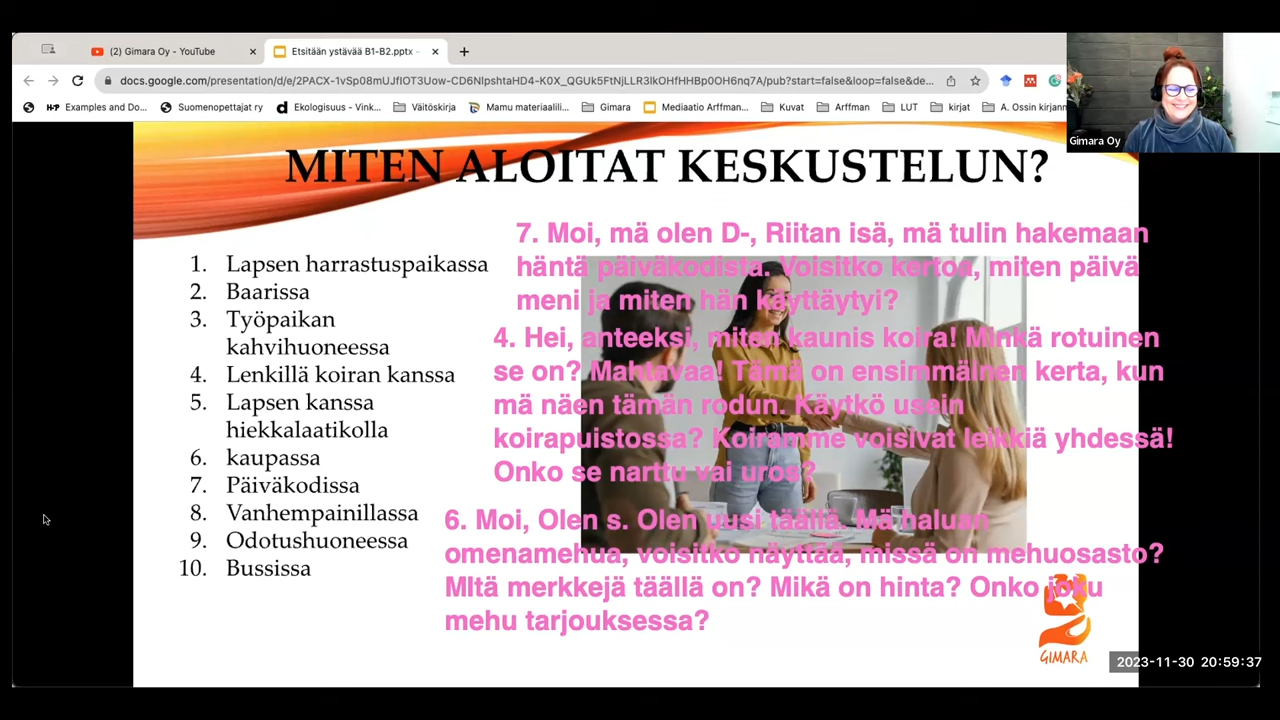 (2) Gimara Oy - YouTube
Etsitään ystävää B1-B2.pptx -
docs.google.com/presentation/d/e/2PACX-1vSp08mUJfIOT3Uow-CD6NlpshtaHD4-K0X_QGUk5FtNjLLR3lkOHfHHBp0OH6nq7A/pub?start=false&loop=false&de...
Examples and Do...
Suomenopettajat ry
Ekologisuus - Vink...
Väitöskirja
Mamu materiaalili...
Gimara
Mediaatio Arffman...
Kuvat
Arffman
LUT
kirjat
A. Ossin kirjanm
Gimara Oy
MITEN ALOITAT KESKUSTELUN?
1. Lapsen harrastuspaikassa
2. Baarissa
3. Työpaikan
kahvihuoneessa
4. Lenkillä koiran kanssa
5. Lapsen kanssa
hiekkalaatikolla
6. kaupassa
7. Päiväkodissa
8. Vanhempainillassa
9. Odotushuoneessa
10. Bussissa
7. Moi, mä olen D-, Riitan isä, mä tulin hakemaan
häntä päiväkodista. Voisitko kertoa, miten päivä
meni ja miten hän käyttäytyi?
4. Hei, anteeksi, miten kaunis koira! Minkä rotuinen
se on? Mahtavaa! Tämä on ensimmäinen kerta, kun
mä näen tämän rodun. Käytkö usein
koirapuistossa? Koiramme voisivat leikkiä yhdessä!
Onko se narttu vai uros?
6. Moi, Olen s. Olen uusi täällä. Mä haluan
omenamehua, voisitko näyttää, missä on mehuosasto?
MItä merkkejä täällä on? Mikä on hinta? Onko joku
mehu tarjouksessa?
GIMARA
2023-11-30 20:59:37